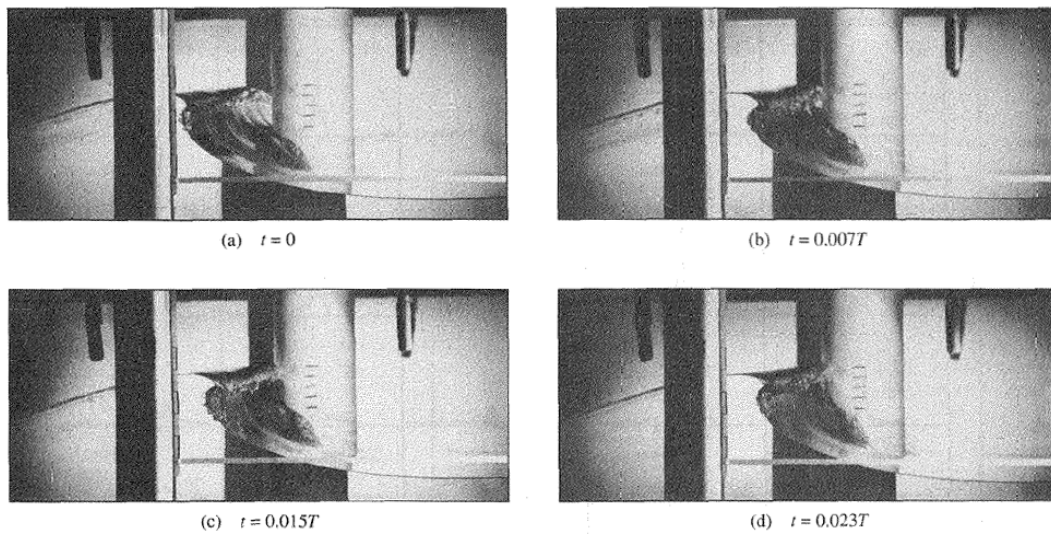 (a) t = 0
(b) t = 0.007T
(c) t = 0.015T
(d) t = 0.023T